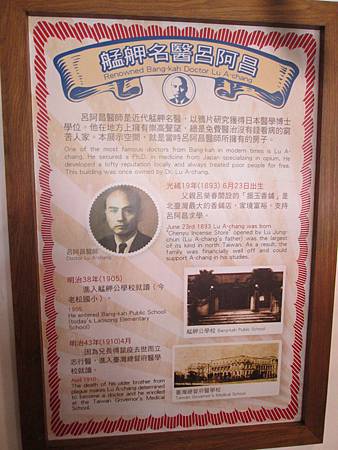 艋舺名醫呂阿昌
Renowned Bang-kah Doctor Lu A-chang
呂阿昌醫師是近代艋舺名醫，以鴉片研究獲得日本醫學博士
學位，他在地方上擁有崇高聲望，總是免費醫治沒有錢看病的窮
苦人家。本展示空間，就是當時呂阿昌醫師所擁有的房子。
One of the most famous doctors from Bang-kah in modern times is Lu A-
chang. He secured a Ph.D. in medicine from Japan specializing in opium. He
developed a lofty reputation locally and always treated poor people for free.
This building was once owned by Dr. Lu A-chang.
光緒19年(1893) 6月23日出生
父親呂榮春開設的「振玉香鋪」是
北臺灣最大的香鋪店，家境富裕，支持
呂阿昌求學。
June 23rd 1893 Lu A-chang was born
"Chenyu Incense Store" opened by Lu Jung-
chun (Lu A-chang's father) was the largest
of its kind in north Taiwan. As a result, the
family was financially well off and could
support A-chang in his studies.
呂阿昌醫師
Doctor Lu A-chang
明治38年(1905)
進入艋舺公學校就讀（今
老松國小）。
1905
He entered Bang-kah Public School
(today's Laosong Elementary
School)
艋舺公學校 Bang-kah Public School
明治43年(1910)4月
因為兄長得鼠疫去世而立
志行醫，進入臺灣總督府醫學
校就讀。
April 1910
The death of his older brother from
plague makes Lu A-chang determined
to become a doctor and he enrolled
at the Taiwan Governor's Medical
School.
臺灣總督府醫學校
Taiwan Governor's Medical School